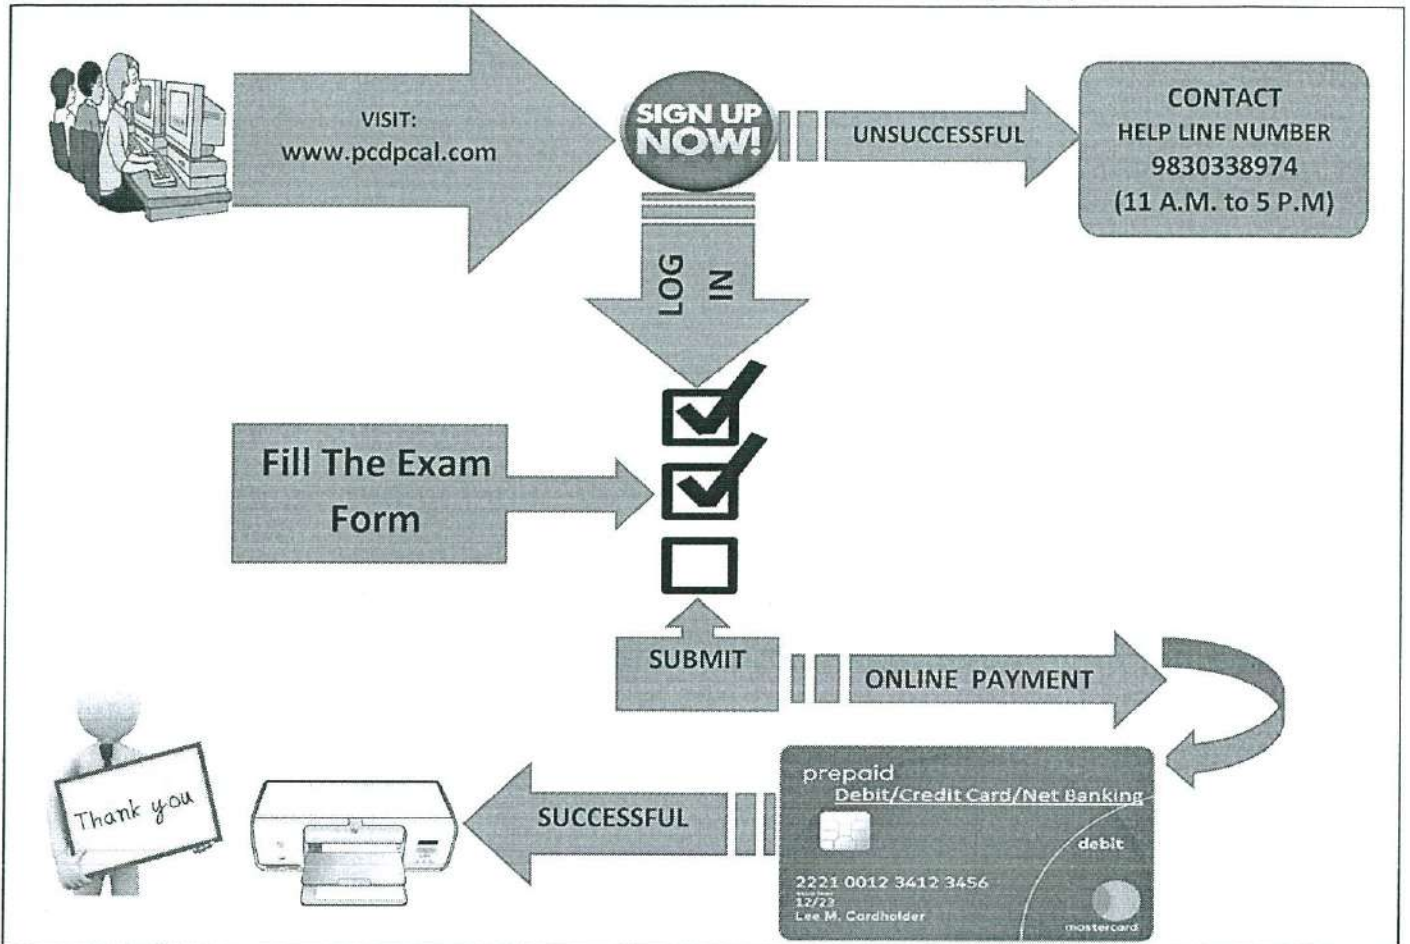 VISIT:
www.pcdpcal.com
SIGN UP
NOW!
UNSUCCESSFUL
CONTACT
HELP LINE NUMBER
9830338974
(11 A.M. to 5 P.M)
LOG
IN
Fill The Exam
Form
SUBMIT
ONLINE PAYMENT
prepaid
Debit/Credit Card/Net Banking
debit
2221 0012 3412 3456
12/23
Lee M. Cardholder
mastercard
SUCCESSFUL
Thank you